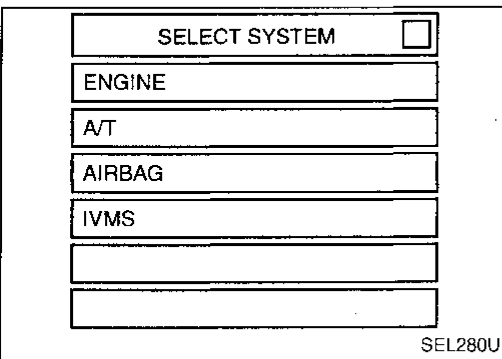 SELECT SYSTEM
ENGINE
A/T
AIRBAG
IVMS
SEL280U